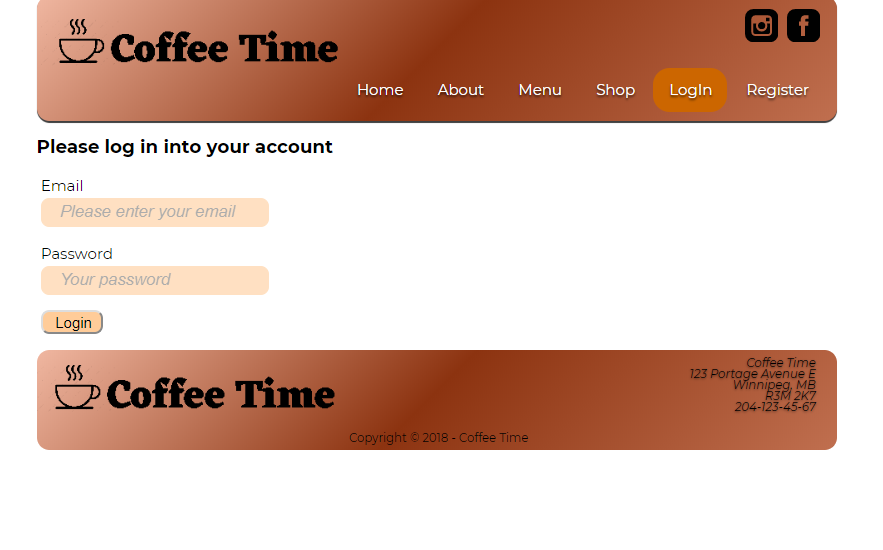 Coffee Time
Home About Menu Shop LogIn Register
Please log in into your account
Email
Please enter your email
Password
Your password
Login
Coffee Time
Coffee Time
123 Portage Avenue E
Winnipeg, MB
R3M 2K7
204-123-45-67
Copyright © 2018 - Coffee Time